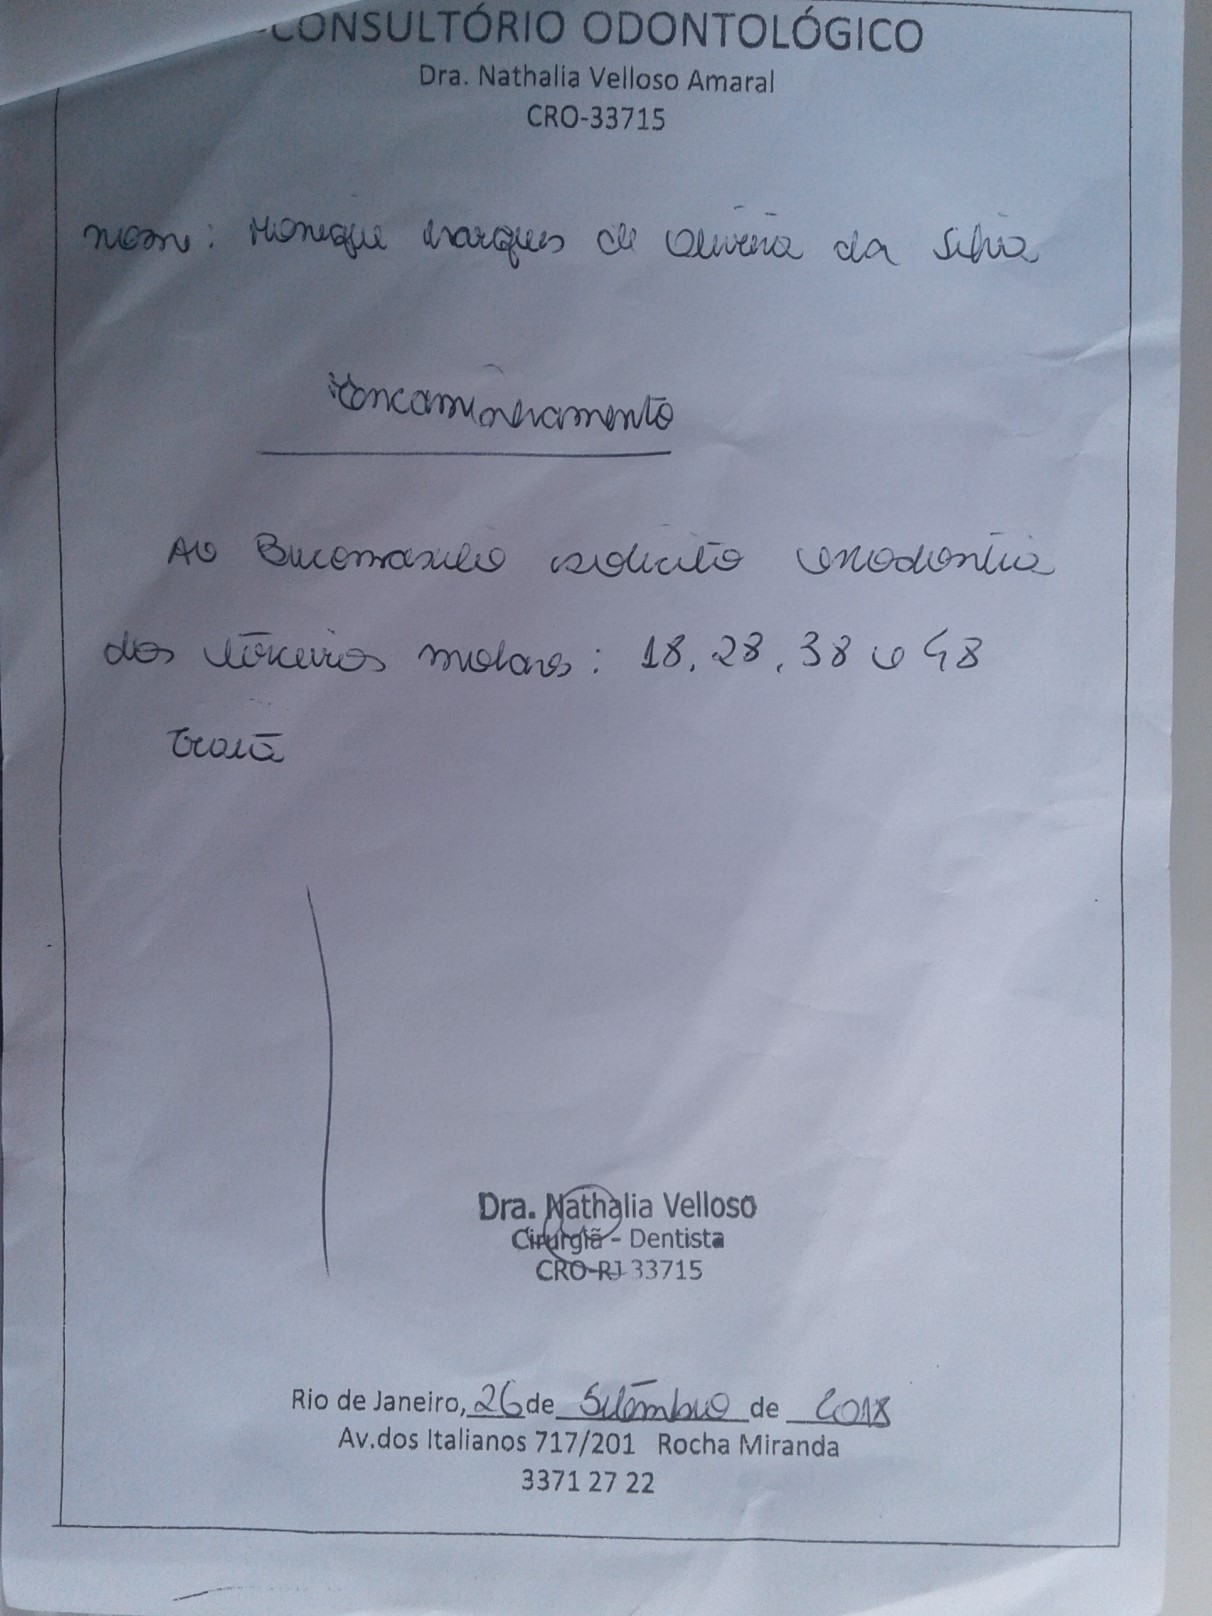 CONSULTÓRIO ODONTOLÓGICO
Dra. Nathalia Velloso Amaral
CRO-33715
Nome: Monique Marques de Oliveira da Silva
Encaminhamento
Ao Bucomaxilo solicito exodontia
dos terceiros molares: 18, 28, 38 e 48
Grata
Dra. Nathalia Velloso
Cirurgiã - Dentista
CRO-RJ 33715
Rio de Janeiro, 26 de Setembro de 2018
Av.dos Italianos 717/201 Rocha Miranda
3371 27 22